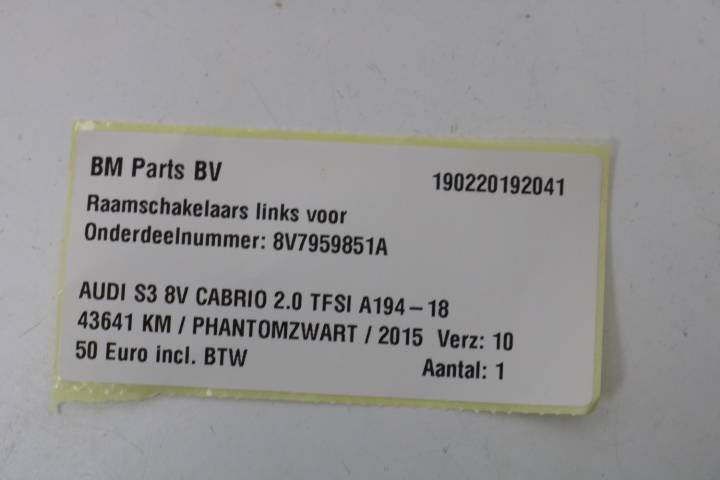 BM Parts BV 190220192041
Raamschakelaars links voor
Onderdeelnummer: 8V7959851A
AUDI S3 8V CABRIO 2.0 TFSI A194-18
43641 KM / PHANTOMZWART / 2015 Verz: 10
50 Euro incl. BTW Aantal: 1